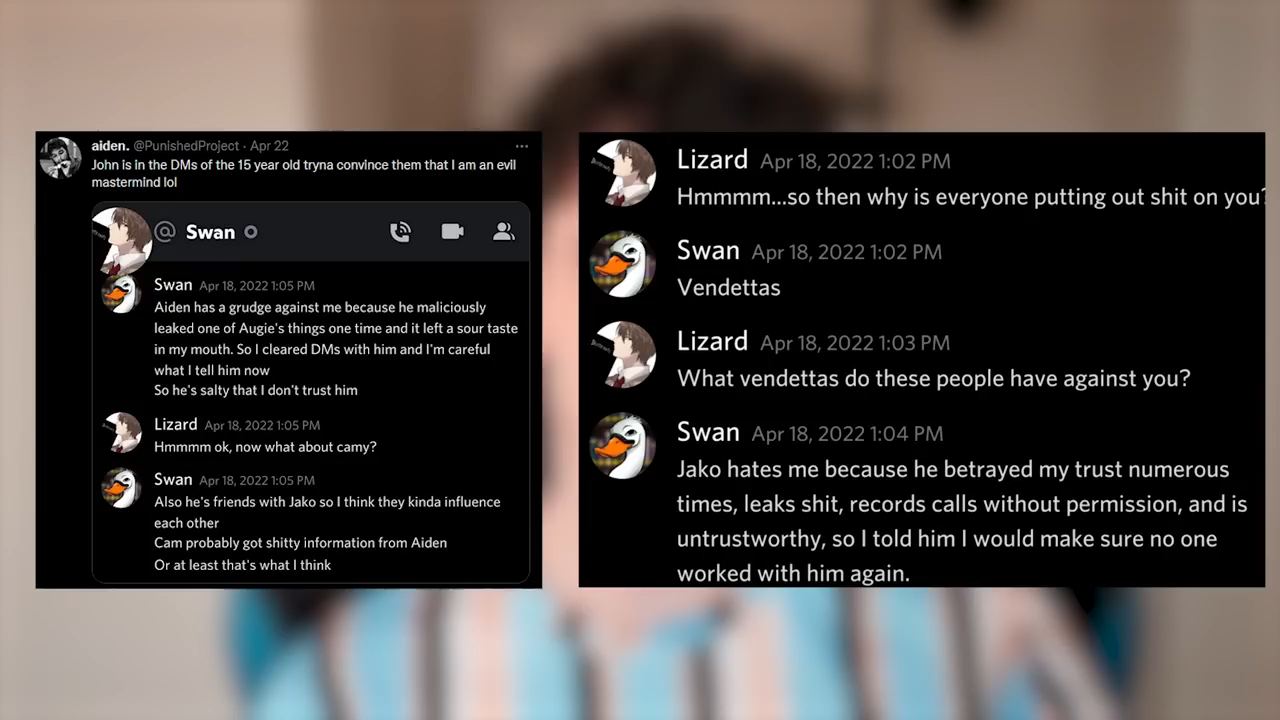 aiden. @PunishedProject · Apr 22
John is in the DMs of the 15 year old tryna convince them that I am an evil
mastermind lol
@ Swan
Swan Apr 18, 2022 1:05 PM
Aiden has a grudge against me because he maliciously
leaked one of Augie's things one time and it left a sour taste
in my mouth. So I cleared DMs with him and I'm careful
what I tell him now
So he's salty that I don't trust him
Lizard Apr 18, 2022 1:05 PM
Hmmmm ok, now what about camy?
Swan Apr 18, 2022 1:05 PM
Also he's friends with Jako so I think they kinda influence
each other
Cam probably got shitty information from Aiden
Or at least that's what I think
Lizard Apr 18, 2022 1:02 PM
Hmmmm...so then why is everyone putting out shit on you?
Swan Apr 18, 2022 1:02 PM
Vendettas
Lizard Apr 18, 2022 1:03 PM
What vendettas do these people have against you?
Swan Apr 18, 2022 1:04 PM
Jako hates me because he betrayed my trust numerous
times, leaks shit, records calls without permission, and is
untrustworthy, so I told him I would make sure no one
worked with him again.